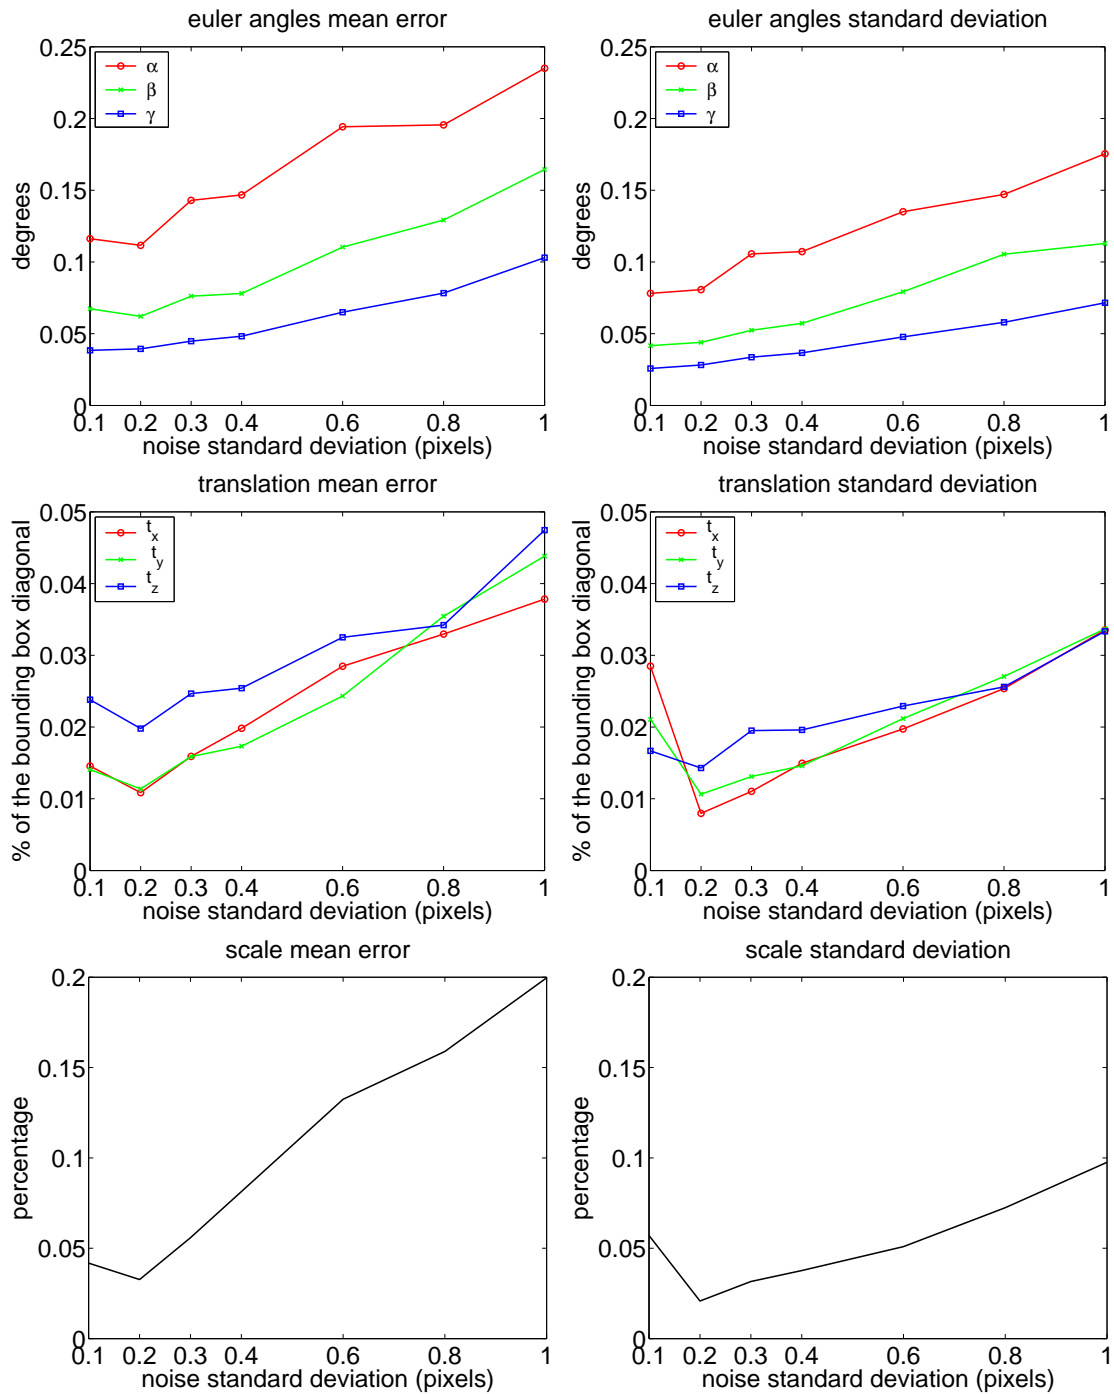 euler angles mean error
0.25
0.2
0.15
0.1
0.05
0
degrees
α
β
γ
0.1 0.2 0.3 0.4 0.6 0.8 1
noise standard deviation (pixels)
euler angles standard deviation
0.25
0.2
0.15
0.1
0.05
0
degrees
α
β
γ
0.1 0.2 0.3 0.4 0.6 0.8 1
noise standard deviation (pixels)
translation mean error
0.05
0.04
0.03
0.02
0.01
0
% of the bounding box diagonal
t_x
t_y
t_z
0.1 0.2 0.3 0.4 0.6 0.8 1
noise standard deviation (pixels)
translation standard deviation
0.05
0.04
0.03
0.02
0.01
0
% of the bounding box diagonal
t_x
t_y
t_z
0.1 0.2 0.3 0.4 0.6 0.8 1
noise standard deviation (pixels)
scale mean error
0.2
0.15
0.1
0.05
0
percentage
0.1 0.2 0.3 0.4 0.6 0.8 1
noise standard deviation (pixels)
scale standard deviation
0.2
0.15
0.1
0.05
0
percentage
0.1 0.2 0.3 0.4 0.6 0.8 1
noise standard deviation (pixels)